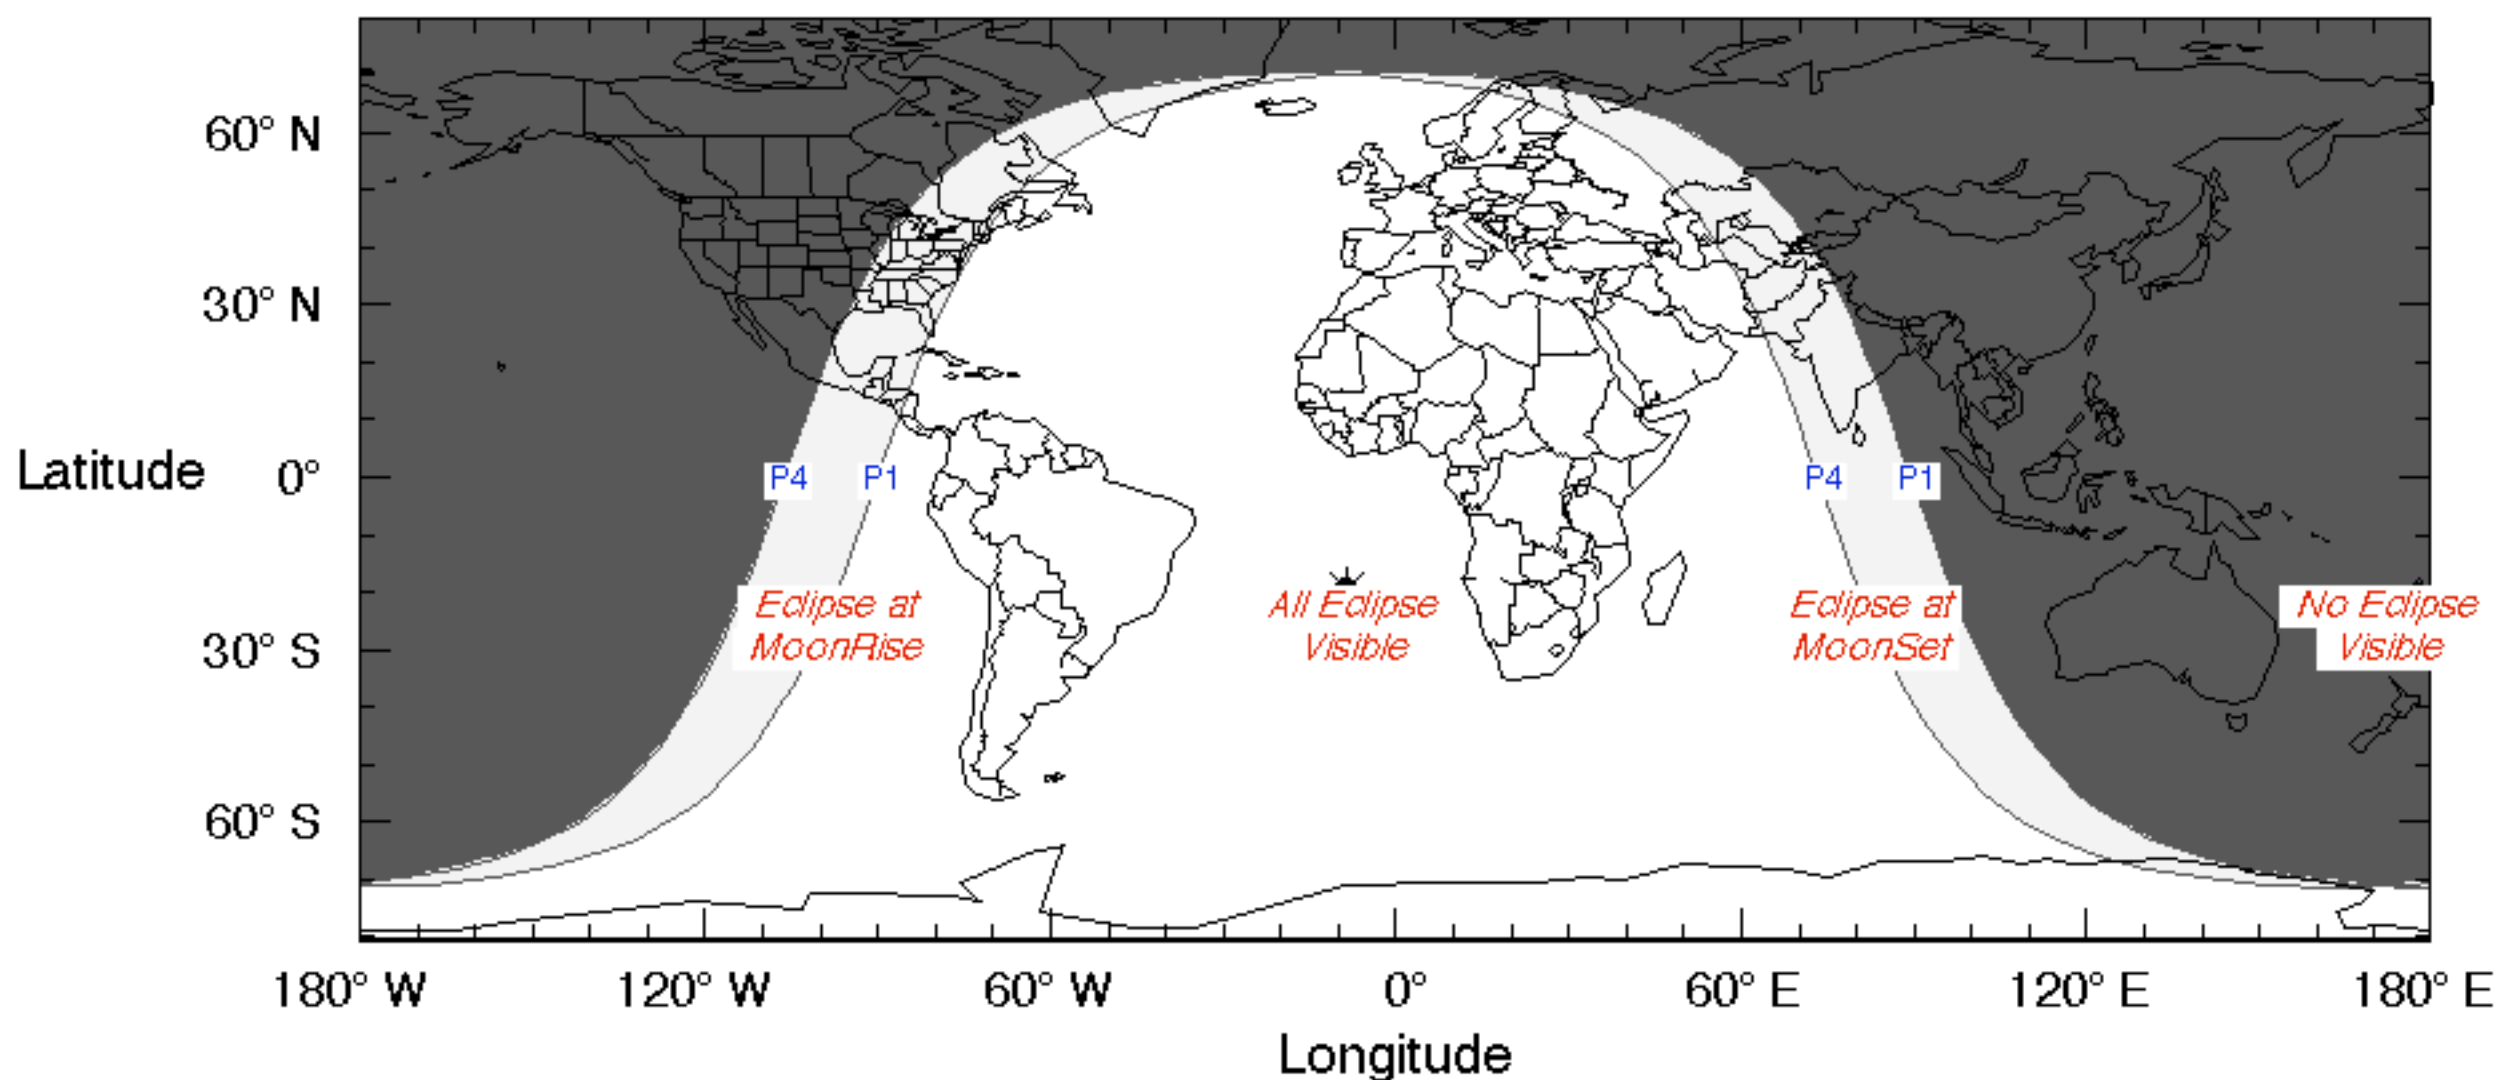 60° N
30° N
Latitude 0°
30° S
60° S
P4 P1 P4 P1
Eclipse at
MoonRise
All Eclipse
Visible
Eclipse at
MoonSet
No Eclipse
Visible
180° W 120° W 60° W 0° 60° E 120° E 180° E
Longitude